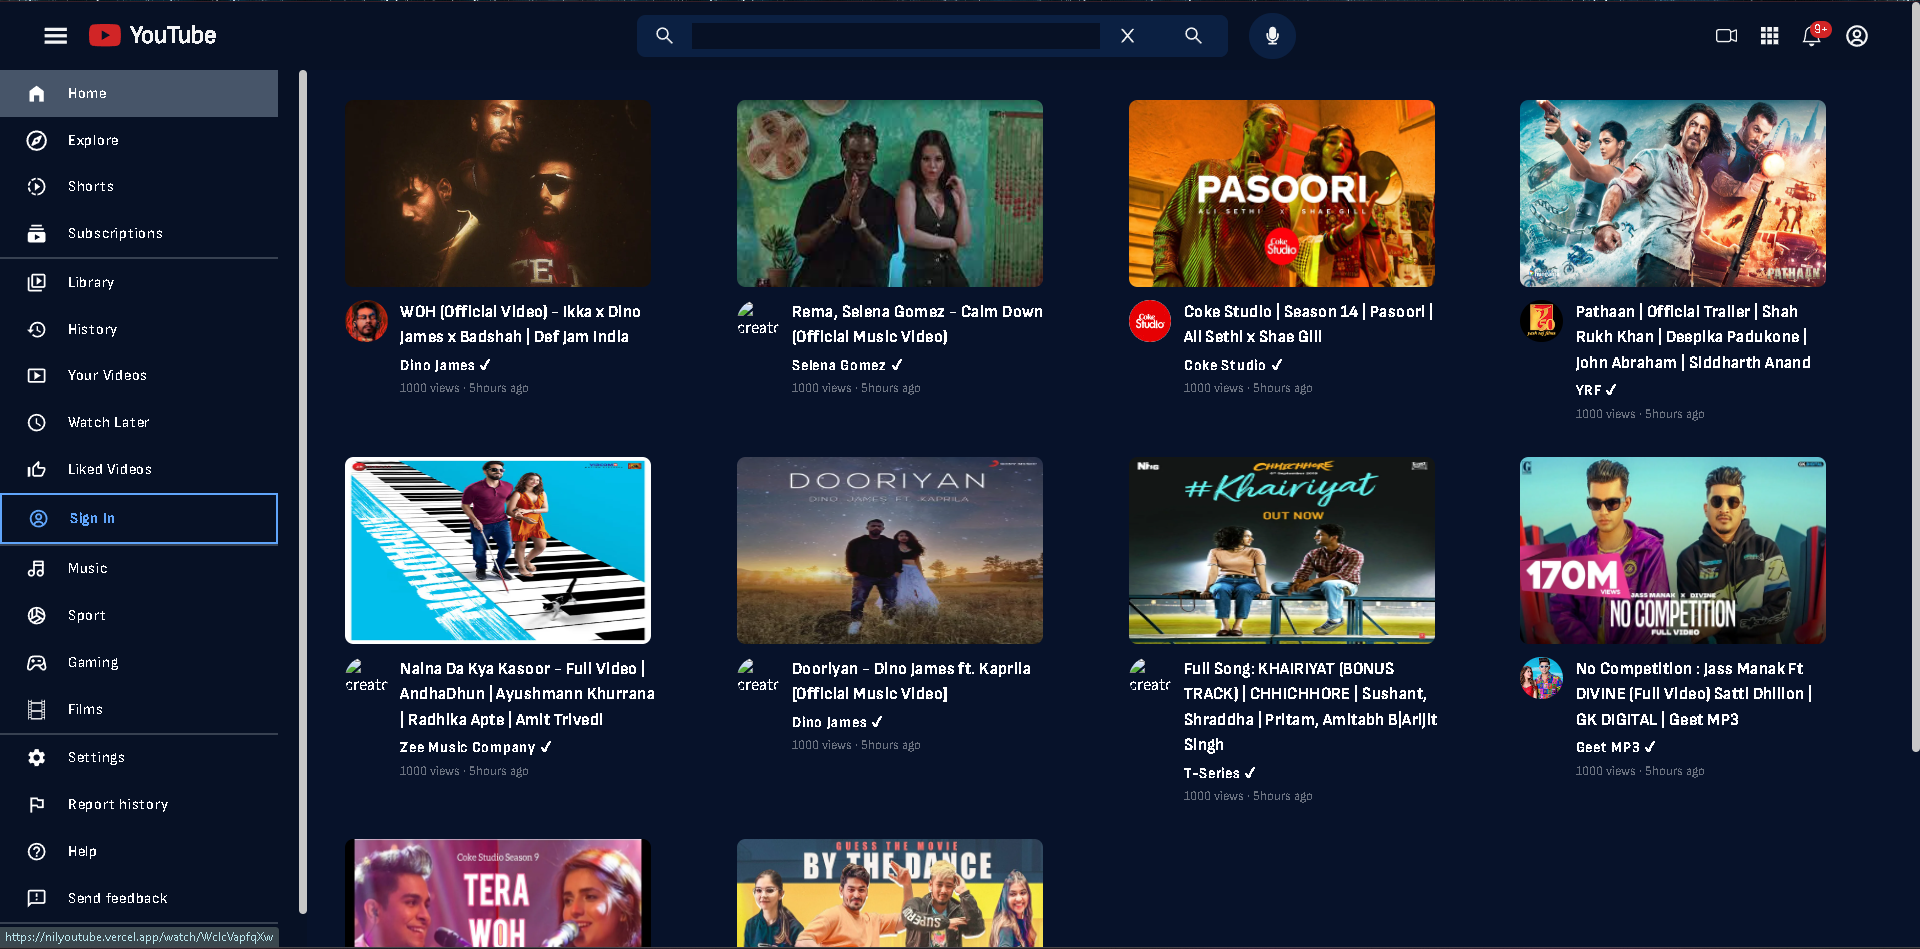 YouTube
9+
Home
Explore
Shorts
Subscriptions
Library
History
Your Videos
Watch Later
Liked Videos
Sign In
Music
Sport
Gaming
Films
Settings
Report history
Help
Send feedback
https://nilyoutube.vercel.app/watch/WcIcVapfqXw
FE
WOH (Official Video) - Ikka x Dino
James x Badshah | Def Jam India
Dino James ✓
1000 views · 5hours ago
creato
Rema, Selena Gomez - Calm Down
(Official Music Video)
Selena Gomez ✓
1000 views · 5hours ago
PASOORI
ALI SETHI X SHAE GILL
Coke Studio
Coke Studio
Coke Studio | Season 14 | Pasoori |
Ali Sethi x Shae Gill
Coke Studio ✓
1000 views · 5hours ago
PATHAAN
50
Pathaan | Official Trailer | Shah
Rukh Khan | Deepika Padukone |
John Abraham | Siddharth Anand
YRF ✓
1000 views · 5hours ago
ANDHADHUN
creato
Naina Da Kya Kasoor - Full Video |
AndhaDhun | Ayushmann Khurrana
| Radhika Apte | Amit Trivedi
Zee Music Company ✓
1000 views · 5hours ago
DOORIYAN
DINO JAMES FT. KAPRILA
creato
Dooriyan - Dino James ft. Kaprila
[Official Music Video]
Dino James ✓
1000 views · 5hours ago
CHHICHHORE
#Khairiyat
OUT NOW
creato
Full Song: KHAIRIYAT (BONUS
TRACK) | CHHICHHORE | Sushant,
Shraddha | Pritam, Amitabh B|Arijit
Singh
T-Series ✓
1000 views · 5hours ago
170M
VIEWS
JASS MANAK X DIVINE
NO COMPETITION
FULL VIDEO
No Competition : Jass Manak Ft
DIVINE (Full Video) Satti Dhillon |
GK DIGITAL | Geet MP3
Geet MP3 ✓
1000 views · 5hours ago
Coke Studio Season 9
TERA
WOH
GUESS THE MOVIE
BY THE DANCE